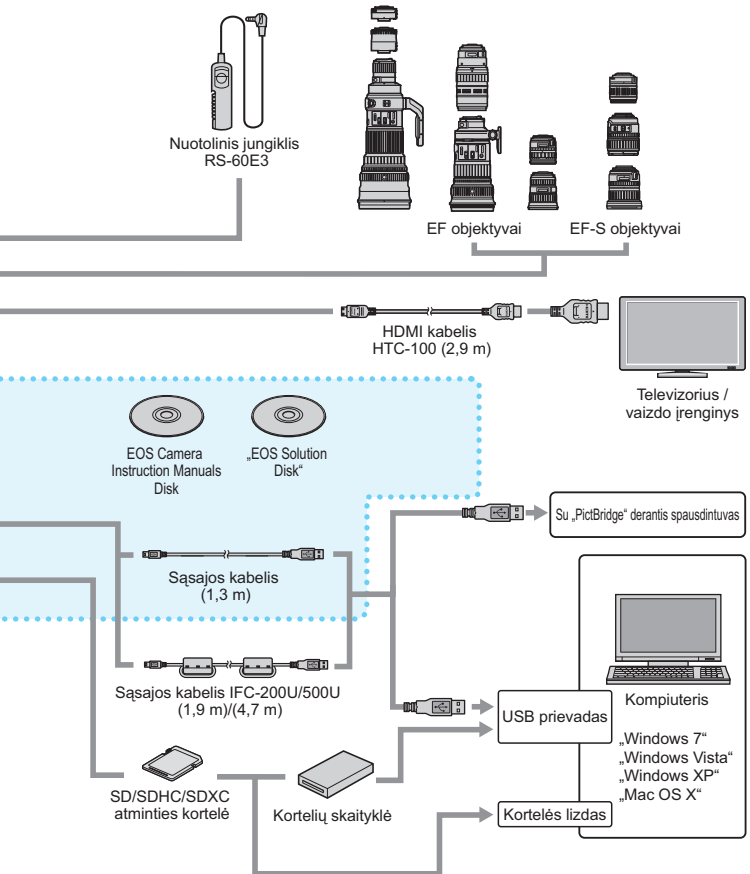 Nuotolinis jungiklis
RS-60E3
EF objektyvai
EF-S objektyvai
HDMI kabelis
HTC-100 (2,9 m)
Televizorius /
vaizdo įrenginys
EOS Camera
Instruction Manuals
Disk
„EOS Solution
Disk“
Su „PictBridge“ derantis spausdintuvas
Sąsajos kabelis
(1,3 m)
Sąsajos kabelis IFC-200U/500U
(1,9 m)/(4,7 m)
USB prievadas
Kompiuteris
„Windows 7“
„Windows Vista“
„Windows XP“
„Mac OS X“
SD/SDHC/SDXC
atminties kortelė
Kortelių skaityklė
Kortelės lizdas